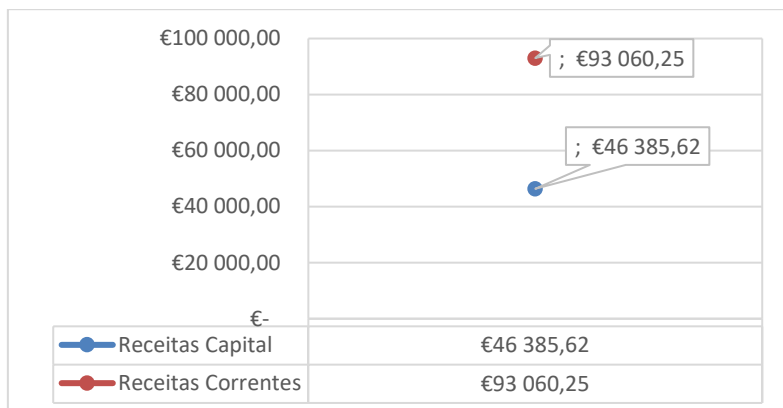 €100 000,00
; €93 060,25
€80 000,00
€60 000,00
; €46 385,62
€40 000,00
€20 000,00
€-
Receitas Capital €46 385,62
Receitas Correntes €93 060,25